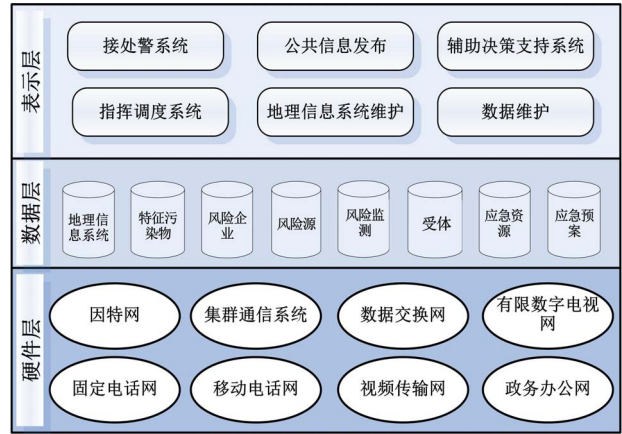 表示层
接处警系统
公共信息发布
辅助决策支持系统
指挥调度系统
地理信息系统维护
数据维护
数据层
地理信
息系统
特征污
染物
风险企
业
风险源
风险监
测
受体
应急资
源
应急预
案
硬件层
因特网
集群通信系统
数据交换网
有限数字电视
网
固定电话网
移动电话网
视频传输网
政务办公网